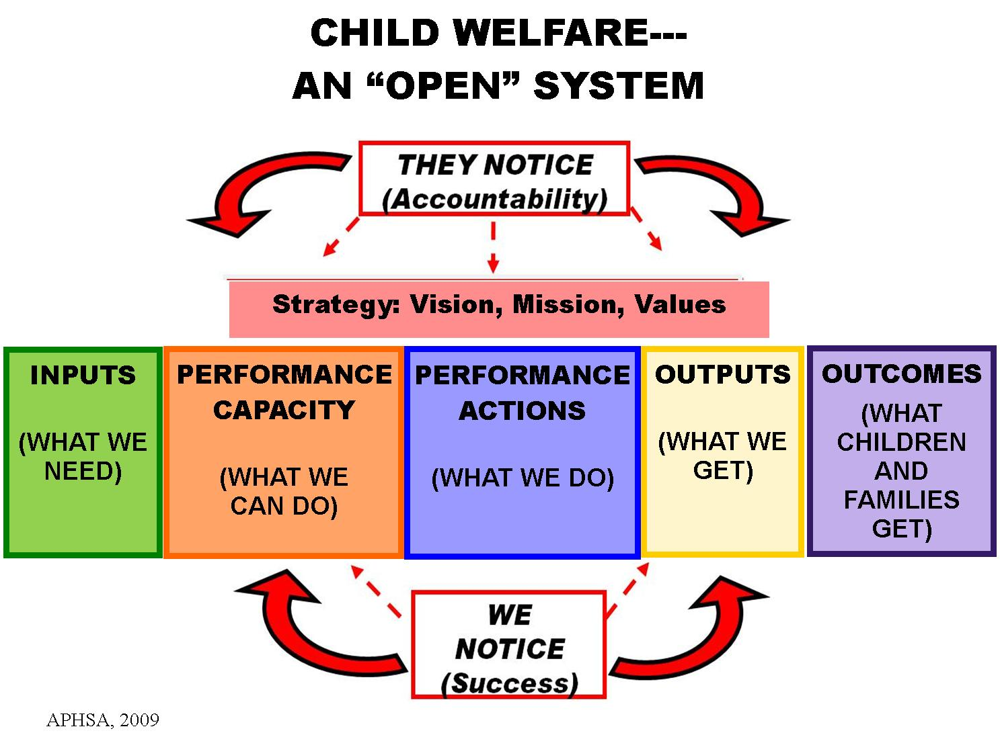 CHILD WELFARE---
AN “OPEN” SYSTEM
THEY NOTICE
(Accountability)
Strategy: Vision, Mission, Values
INPUTS
(WHAT WE
NEED)
PERFORMANCE
CAPACITY
(WHAT WE
CAN DO)
PERFORMANCE
ACTIONS
(WHAT WE DO)
OUTPUTS
(WHAT WE
GET)
OUTCOMES
(WHAT
CHILDREN
AND
FAMILIES
GET)
WE
NOTICE
(Success)
APHSA, 2009